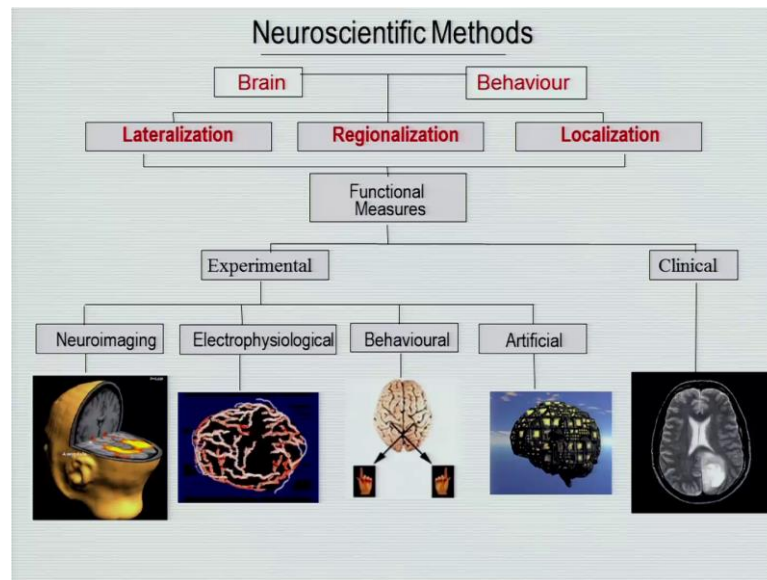 Neuroscientific Methods
Brain
Behaviour
Lateralization
Regionalization
Localization
Functional
Measures
Experimental
Clinical
Neuroimaging
Electrophysiological
Behavioural
Artificial